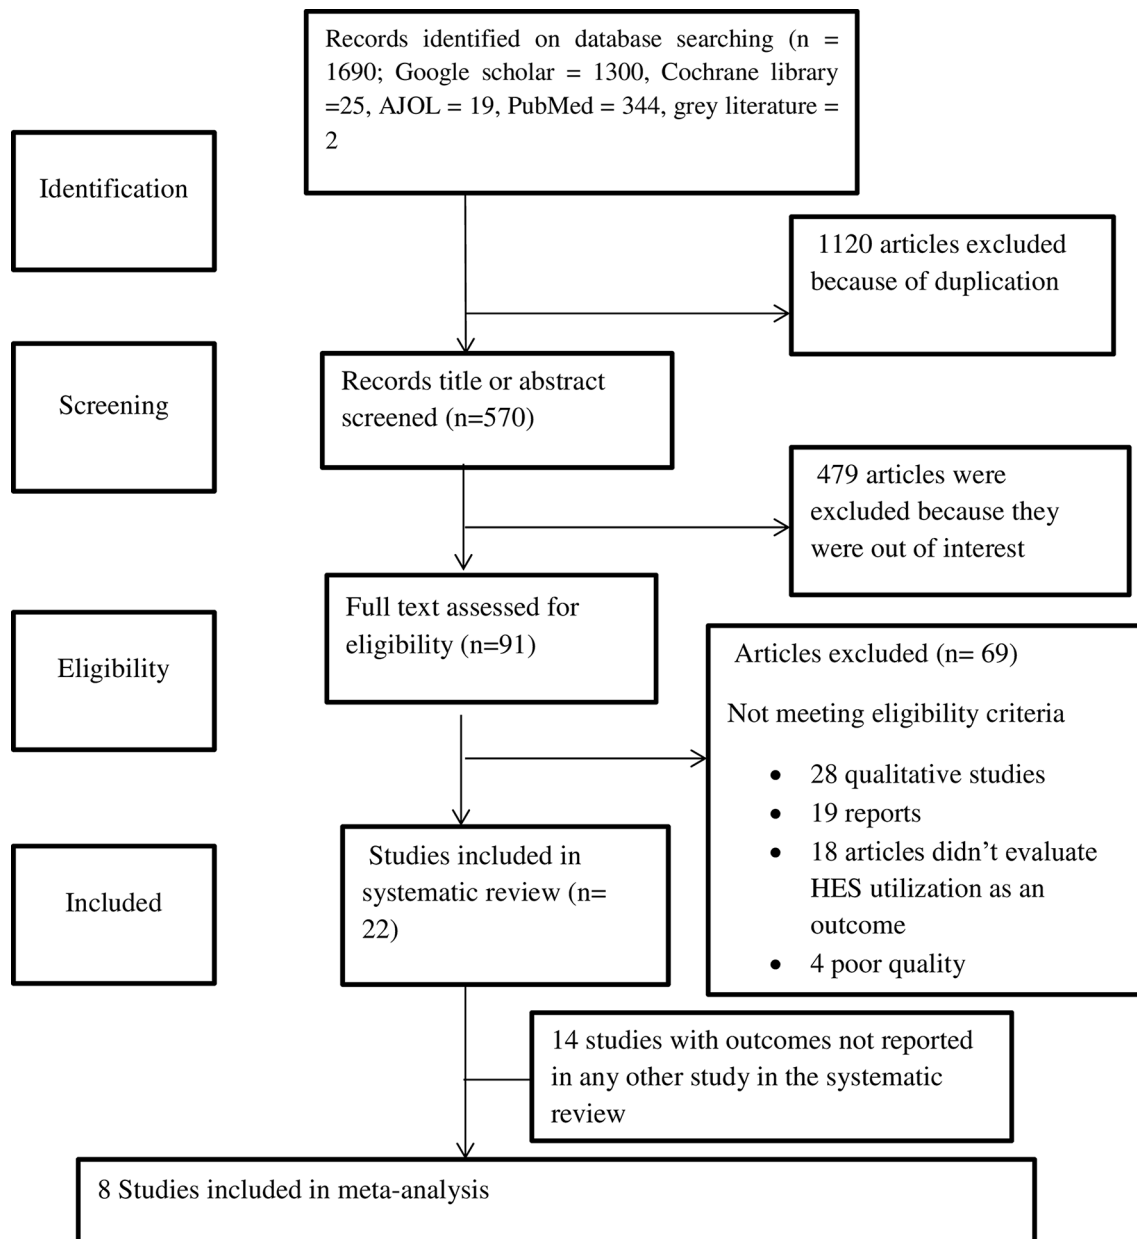 Records identified on database searching (n =
1690; Google scholar = 1300, Cochrane library
=25, AJOL = 19, PubMed = 344, grey literature =
2
Identification
1120 articles excluded
because of duplication
Screening
Records title or abstract
screened (n=570)
479 articles were
excluded because they
were out of interest
Eligibility
Full text assessed for
eligibility (n=91)
Articles excluded (n= 69)
Not meeting eligibility criteria
• 28 qualitative studies
• 19 reports
• 18 articles didn’t evaluate
HES utilization as an
outcome
• 4 poor quality
Included
Studies included in
systematic review (n=
22)
14 studies with outcomes not reported
in any other study in the systematic
review
8 Studies included in meta-analysis